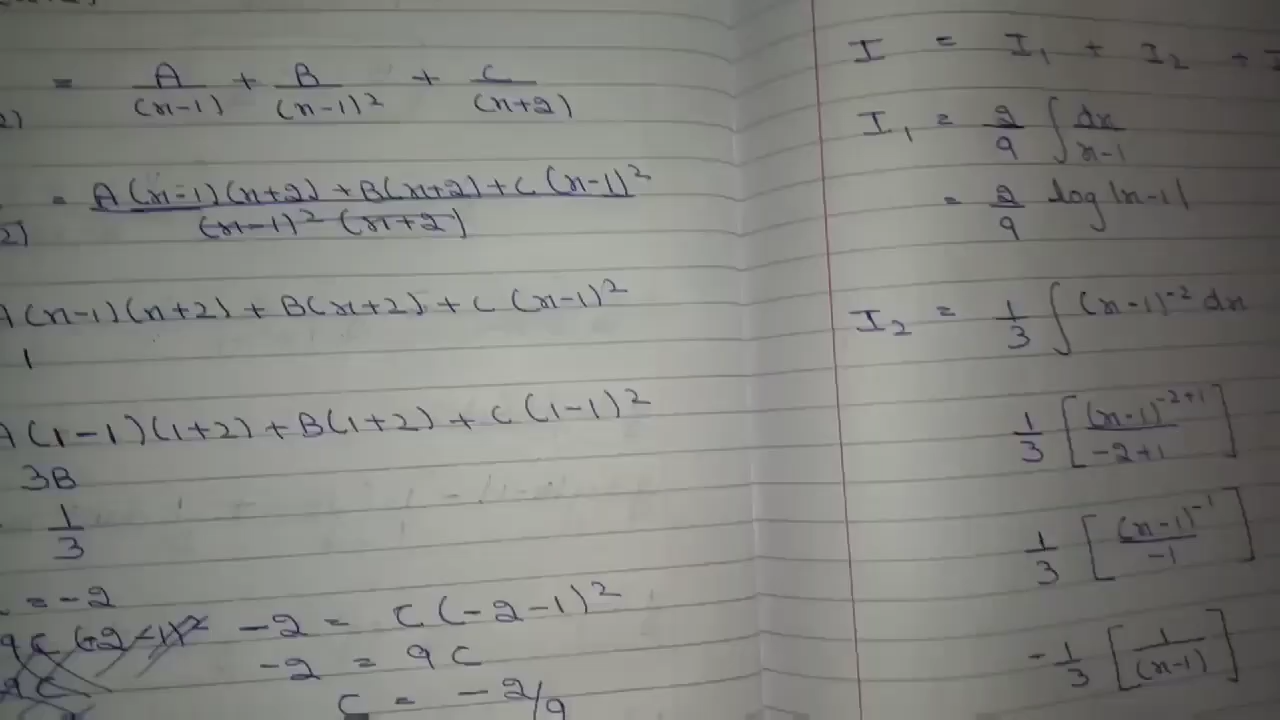 = A/(x-1) + B/(x-1)² + C/(x+2)
2)
= A(x-1)(x+2) + B(x+2) + C(x-1)² / (x-1)² (x+2)
2)
A(x-1)(x+2) + B(x+2) + C(x-1)²
1
A(1-1)(1+2) + B(1+2) + C(1-1)²
3B
1/3
= -2
-2 = C(-2-1)²
-2 = 9C
C = -2/9
I = I₁ + I₂ + I
I₁ = 2/9 ∫ dx/x-1
= 2/9 log|x-1|
I₂ = 1/3 ∫ (x-1)⁻² dx
1/3 [(x-1)⁻²⁺¹ / -2+1]
1/3 [(x-1)⁻¹ / -1]
-1/3 [1/(x-1)]